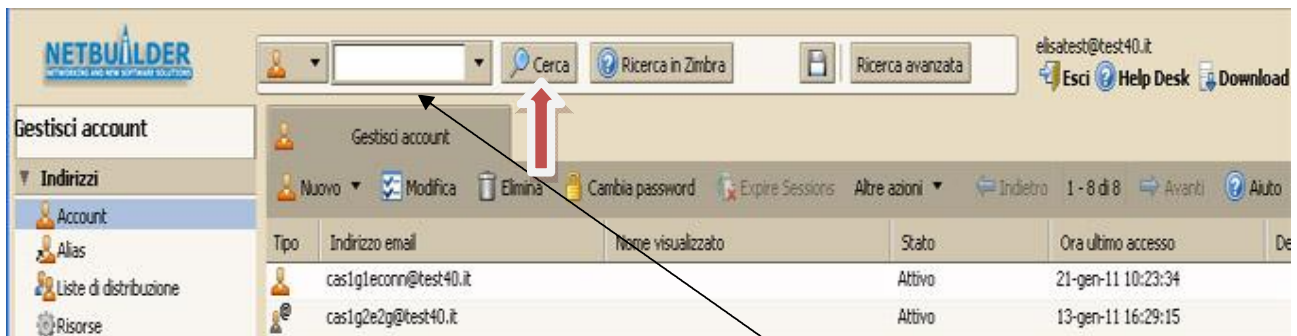 NETBUILDER
NETWORKING AND NEW SOFTWARE SOLUTIONS
Cerca
Ricerca in Zimbra
Ricerca avanzata
elisatest@test40.it
Esci Help Desk Download
Gestisci account
Gestisci account
Indirizzi
Nuovo Modifica Elimina Cambia password Expire Sessions Altre azioni Indietro 1 - 8 di 8 Avanti Aiuto
Account
Alias
Liste di distribuzione
Risorse
Tipo Indirizzo email Nome visualizzato Stato Ora ultimo accesso De
cas1g1econn@test40.it Attivo 21-gen-11 10:23:34
cas1g2e2g@test40.it Attivo 13-gen-11 16:29:15